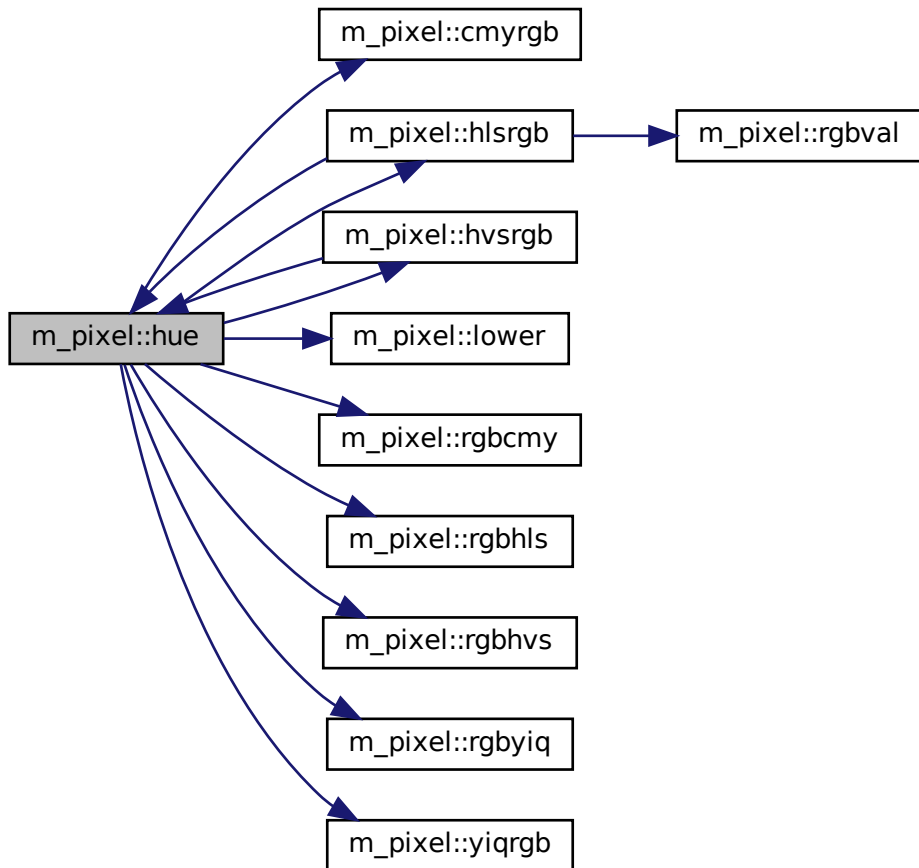 m_pixel::cmyrgb
m_pixel::hlsrgb
m_pixel::rgbval
m_pixel::hvsrgb
m_pixel::hue
m_pixel::lower
m_pixel::rgbcmy
m_pixel::rgbhls
m_pixel::rgbhvs
m_pixel::rgbyiq
m_pixel::yiqrgb